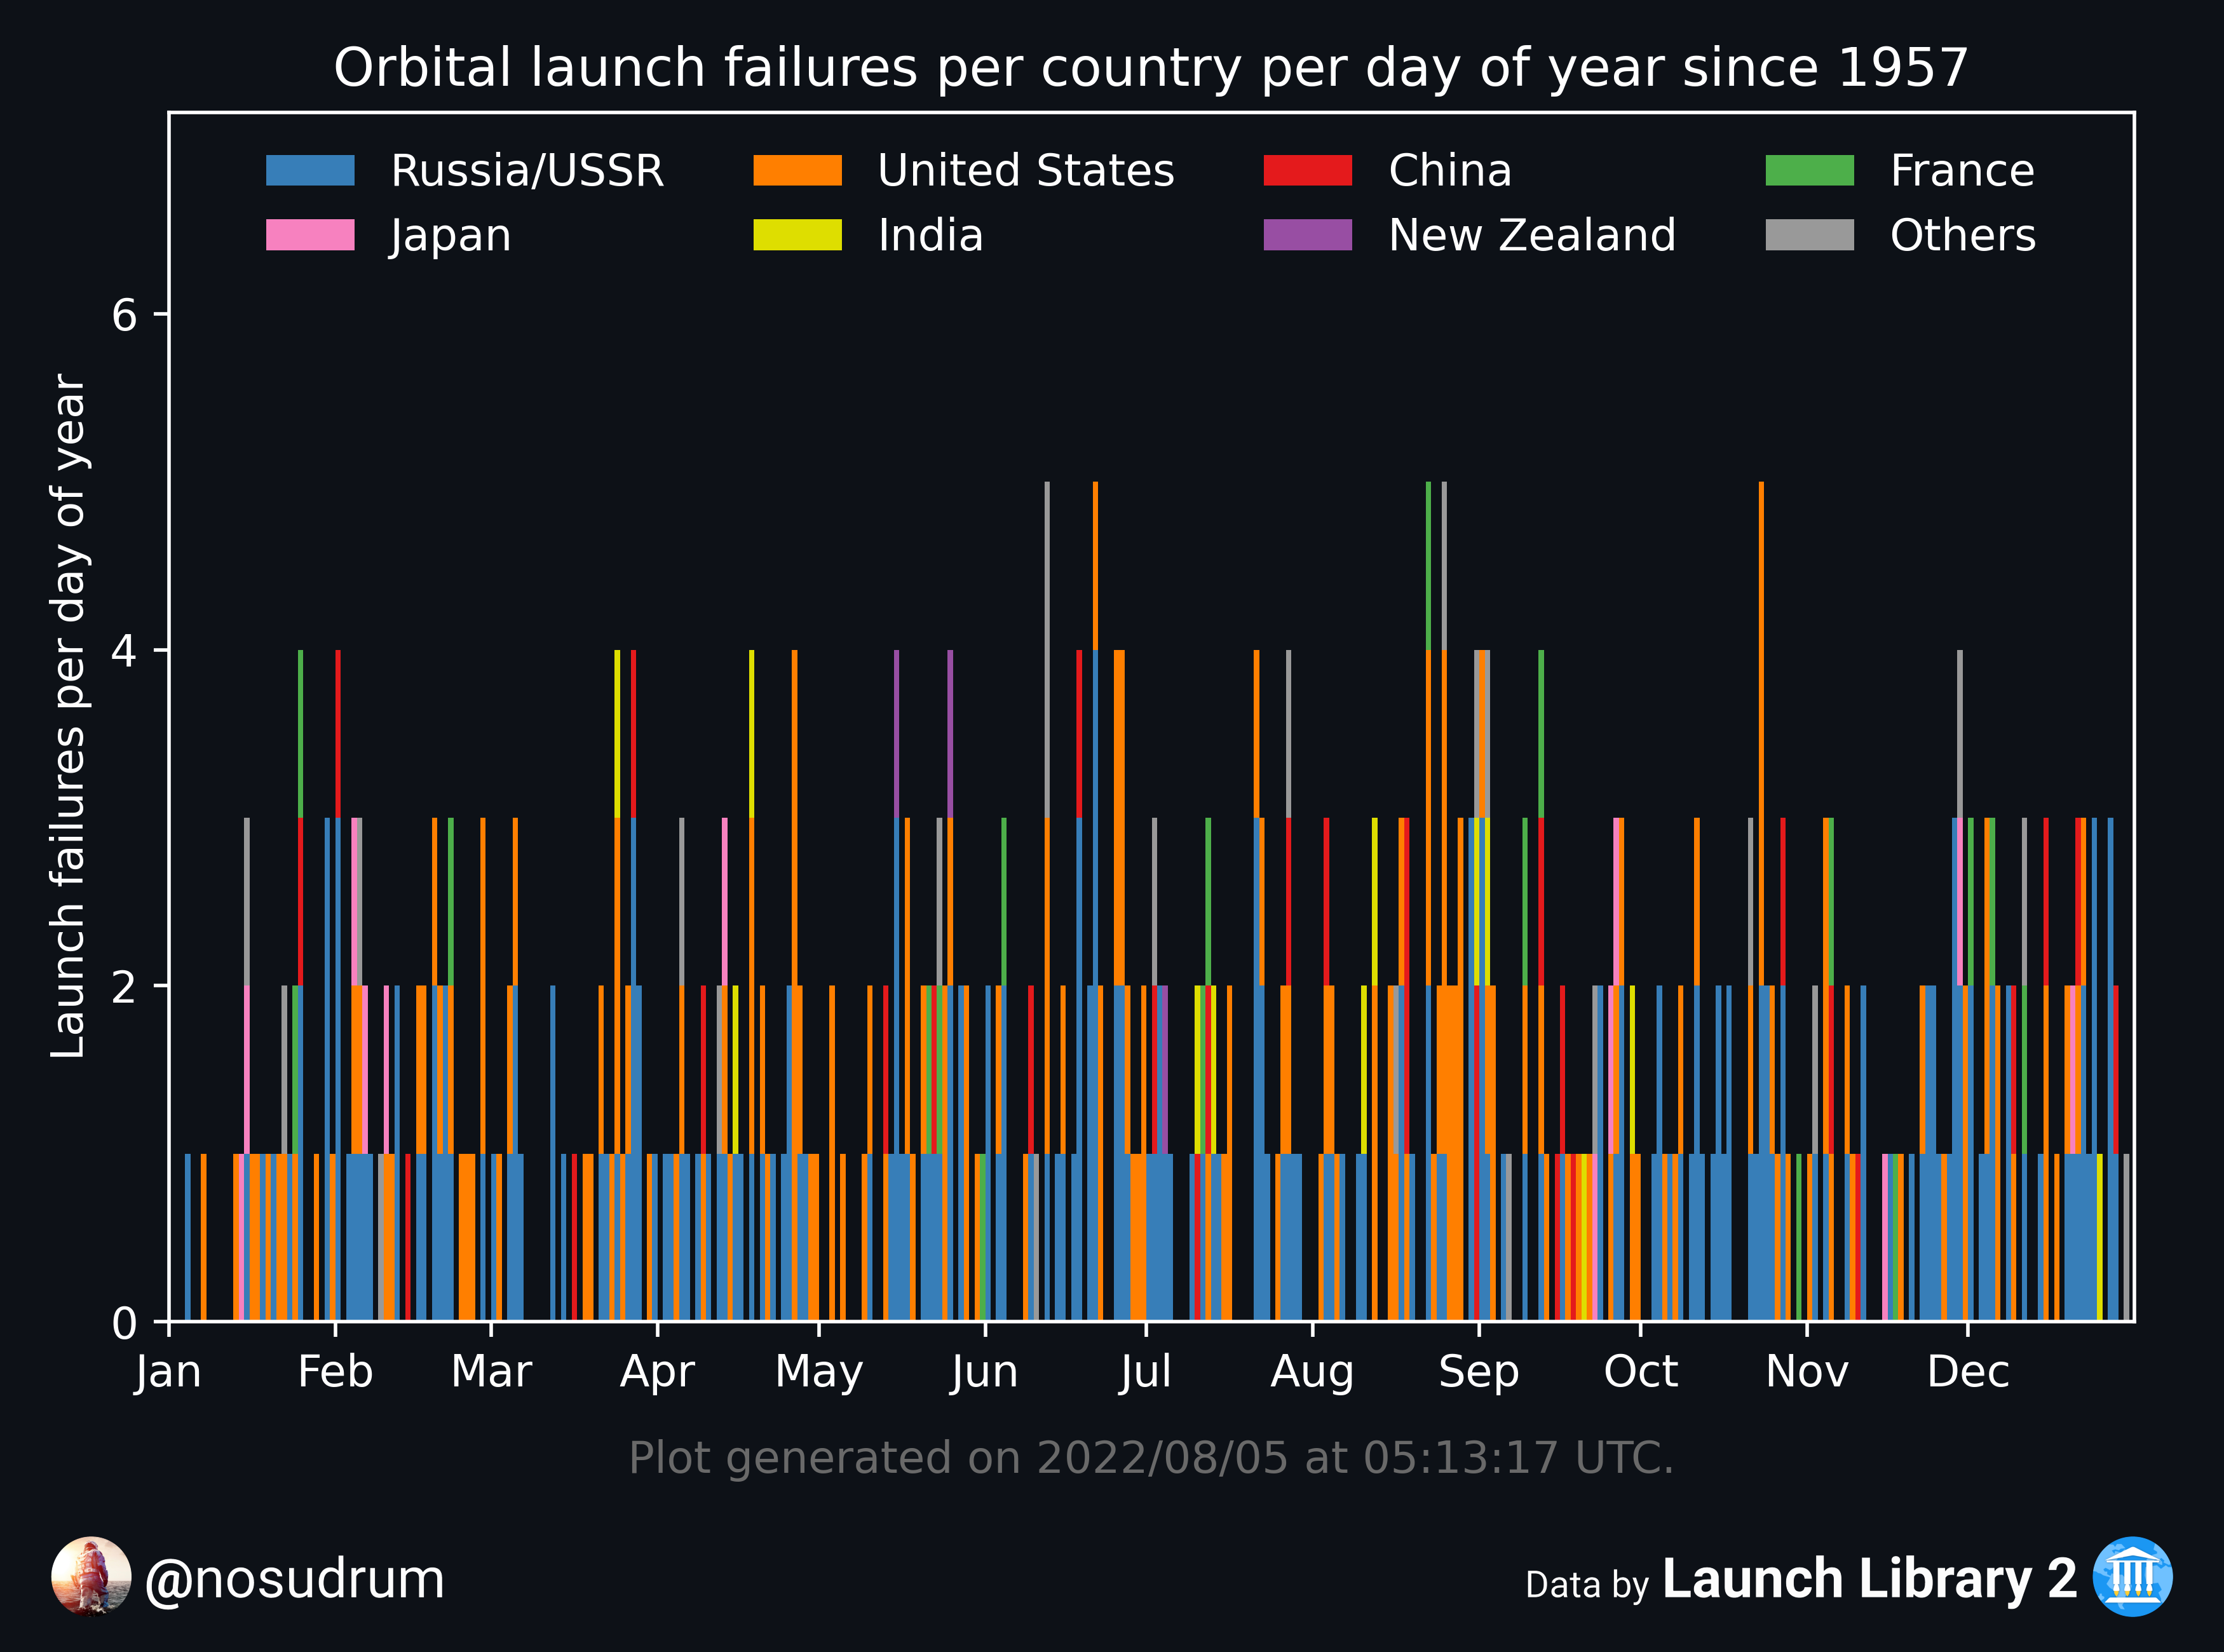 Orbital launch failures per country per day of year since 1957
Russia/USSR United States China France
Japan India New Zealand Others
Launch failures per day of year
6
4
2
0
Jan Feb Mar Apr May Jun Jul Aug Sep Oct Nov Dec
Plot generated on 2022/08/05 at 05:13:17 UTC.
@nosudrum
Data by Launch Library 2